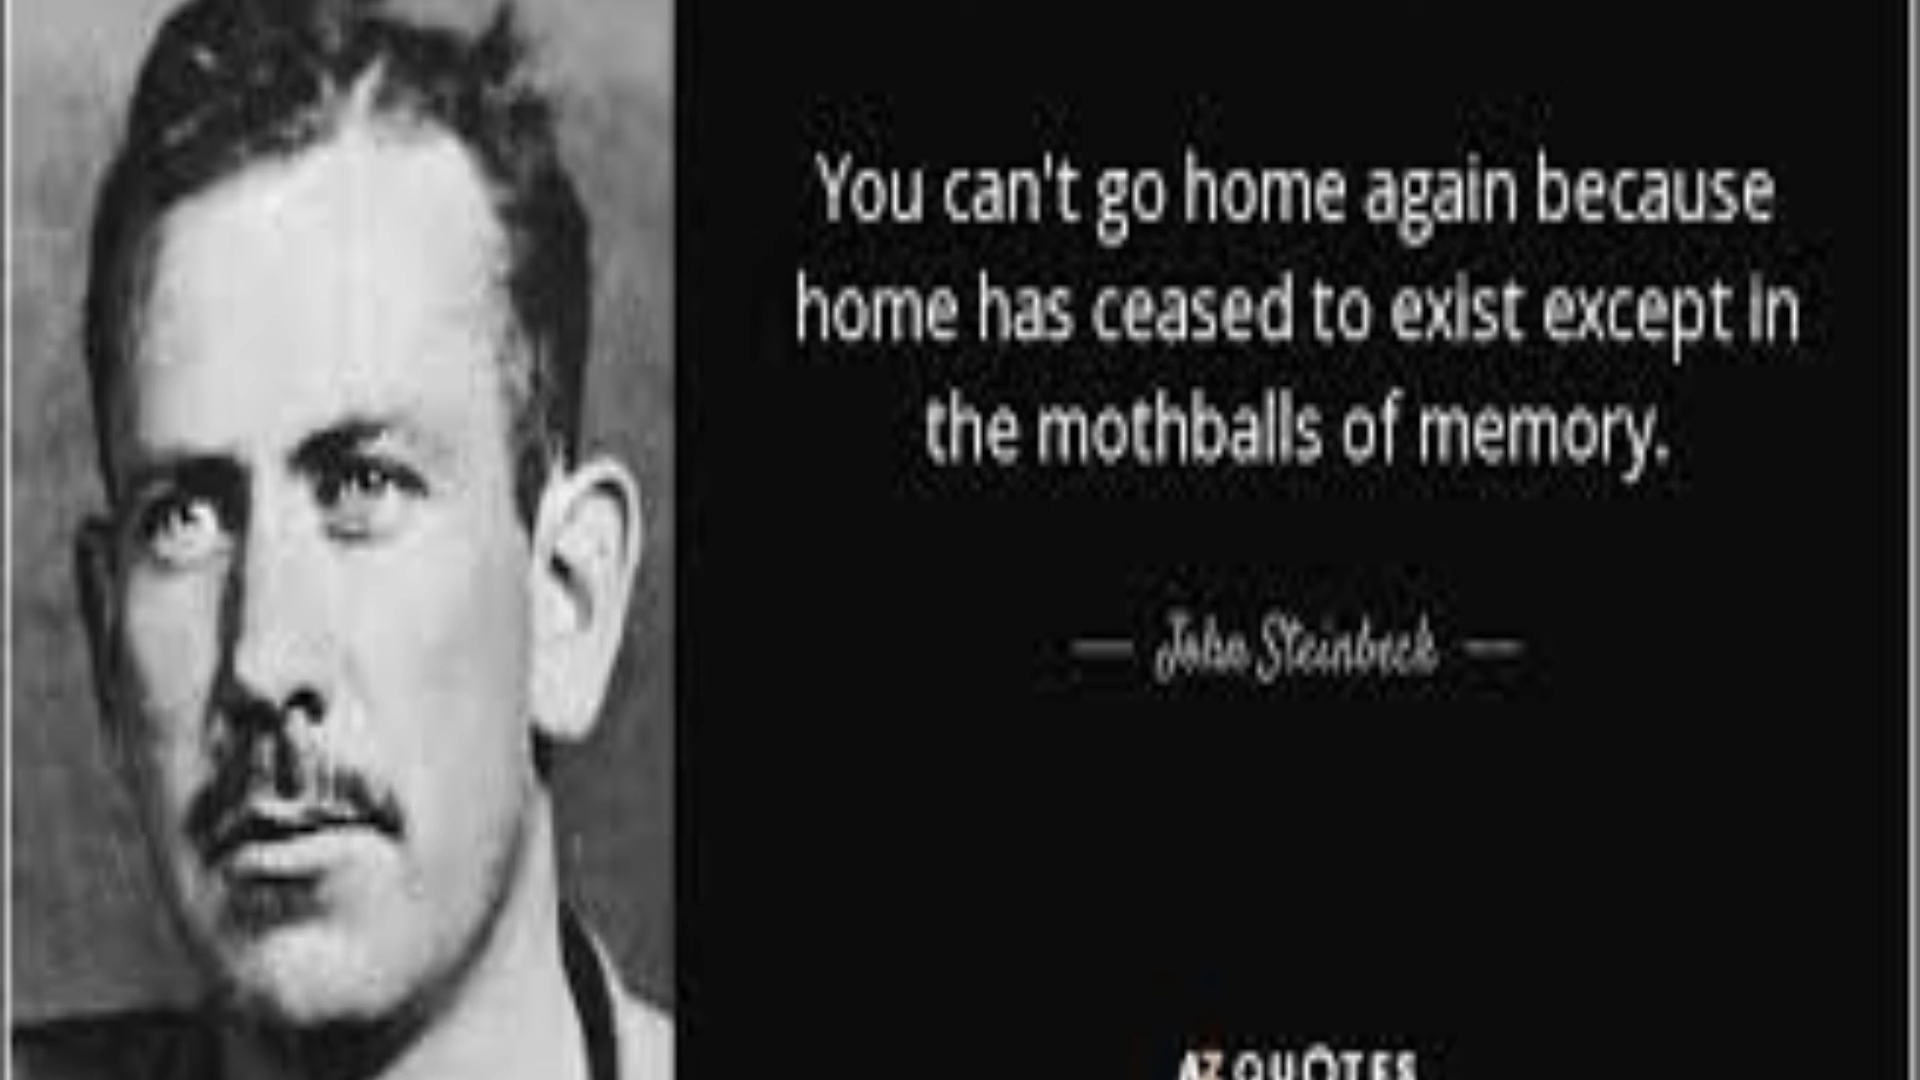 You can't go home again because
home has ceased to exist except in
the mothballs of memory.
— John Steinbeck —
AZ QUOTES